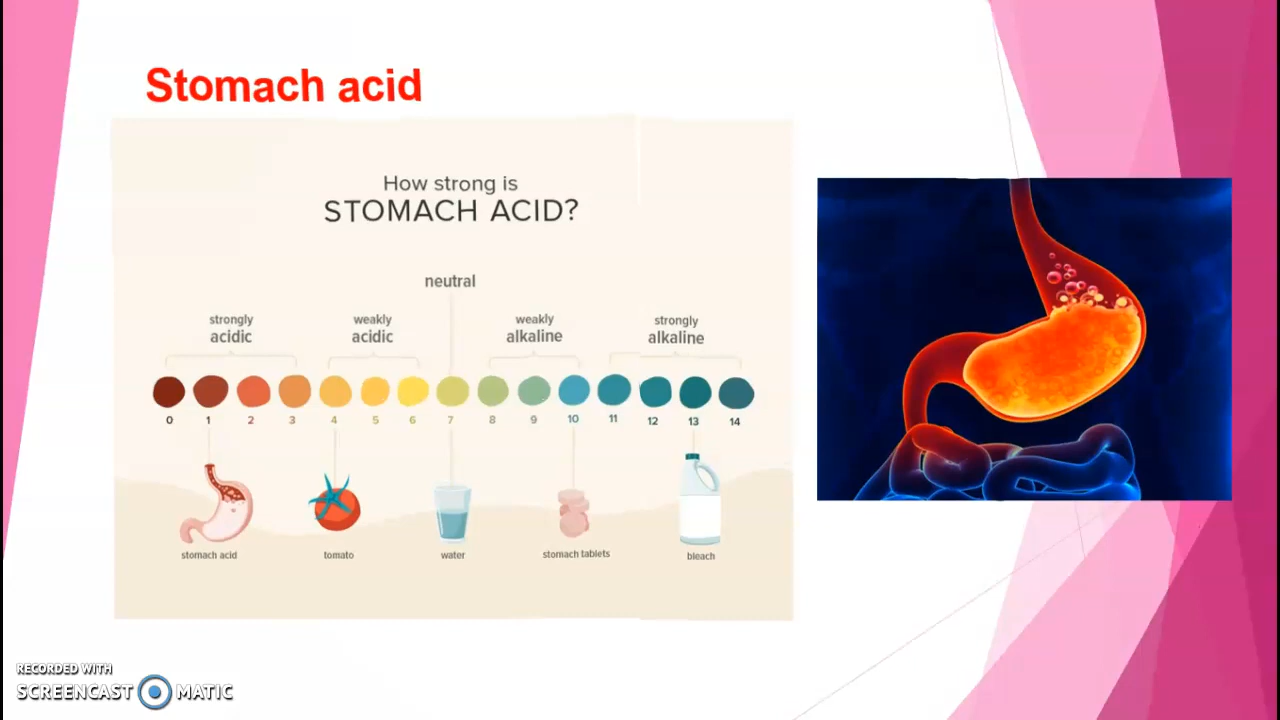 Stomach acid
How strong is
STOMACH ACID?
neutral
strongly acidic
weakly acidic
weakly alkaline
strongly alkaline
0 1 2 3 4 5 6 7 8 9 10 11 12 13 14
stomach acid tomato water stomach tablets bleach
RECORDED WITH
SCREENCAST MATIC